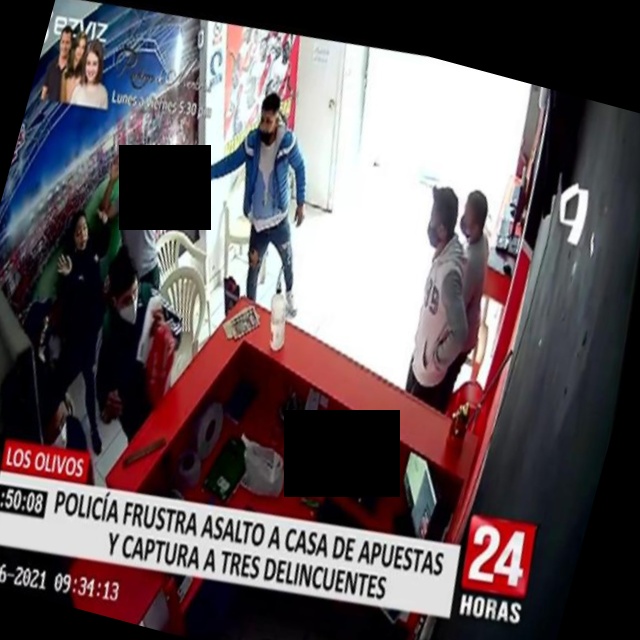 ezviz
Lunes a viernes 5:30 p
LOS OLIVOS
:50:08
POLICÍA FRUSTRA ASALTO A CASA DE APUESTAS
Y CAPTURA A TRES DELINCUENTES
24
HORAS
6-2021 09:34:13